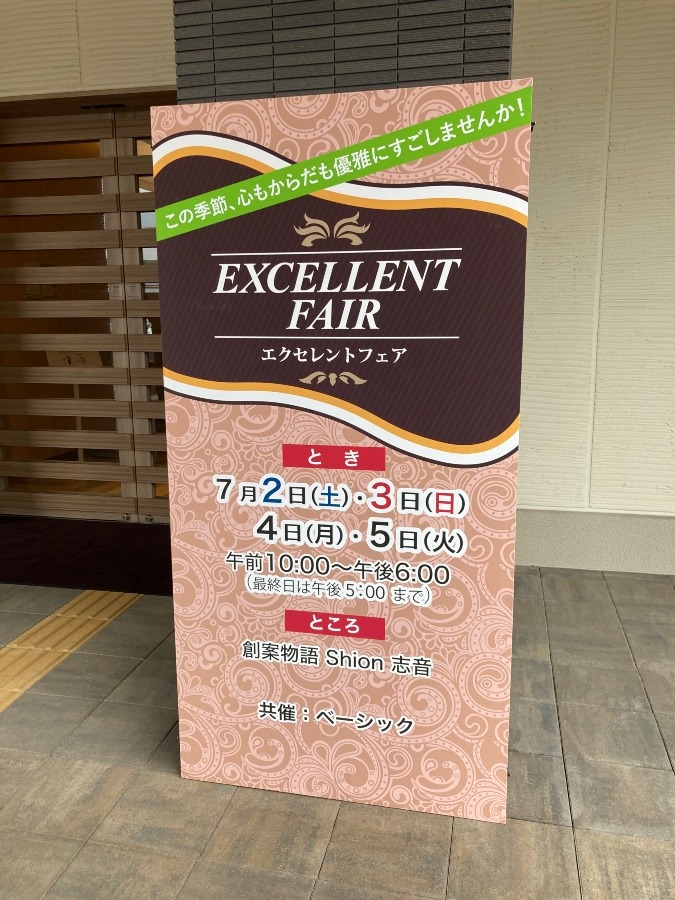 この季節、心もからだも優雅にすごしませんか！
EXCELLENT
FAIR
エクセレントフェア
とき
7月2日(土)・3日(日)
4日(月)・5日(火)
午前10:00〜午後6:00
(最終日は午後5:00 まで)
ところ
創案物語 Shion 志音
共催：ベーシック